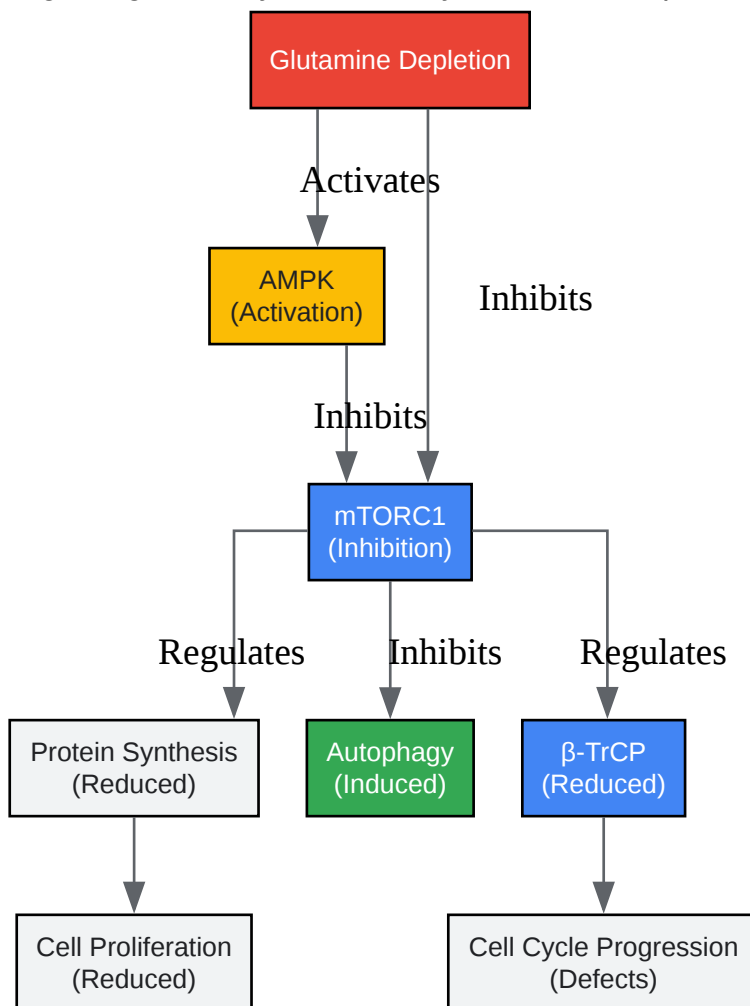 Glutamine Depletion
Activates
AMPK
(Activation)
Inhibits
Inhibits
mTORC1
(Inhibition)
Regulates
Inhibits
Regulates
Protein Synthesis
(Reduced)
Autophagy
(Induced)
β-TrCP
(Reduced)
Cell Proliferation
(Reduced)
Cell Cycle Progression
(Defects)